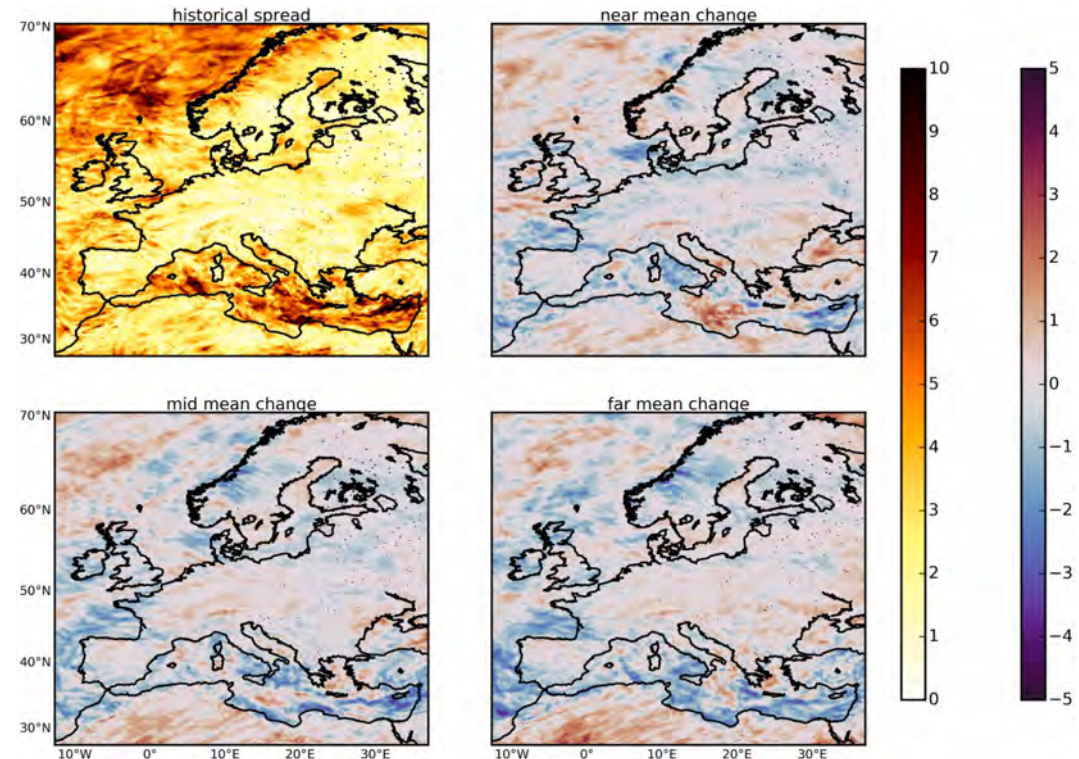 historical spread
near mean change
70°N
60°N
50°N
40°N
30°N
10
9
8
7
6
5
4
3
2
1
0
5
4
3
2
1
0
−1
−2
−3
−4
−5
mid mean change
far mean change
70°N
60°N
50°N
40°N
30°N
10°W 0° 10°E 20°E 30°E
10°W 0° 10°E 20°E 30°E